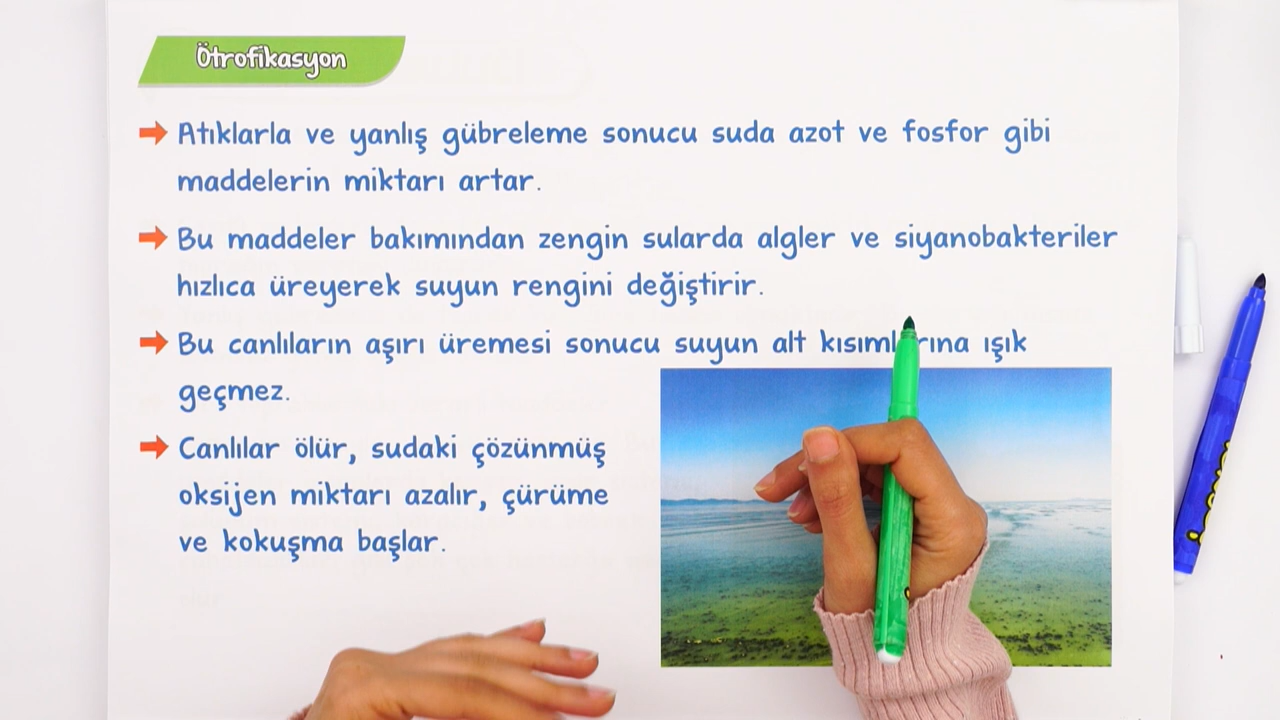 Ötrofikasyon
Atıklarla ve yanlış gübreleme sonucu suda azot ve fosfor gibi
maddelerin miktarı artar.
Bu maddeler bakımından zengin sularda algler ve siyanobakteriler
hızlıca üreyerek suyun rengini değiştirir.
Bu canlıların aşırı üremesi sonucu suyun alt ışık
geçmez.
Canlılar ölür, sudaki çözünmüş
oksijen miktarı azalır, çürüme
ve kokuşma başlar.